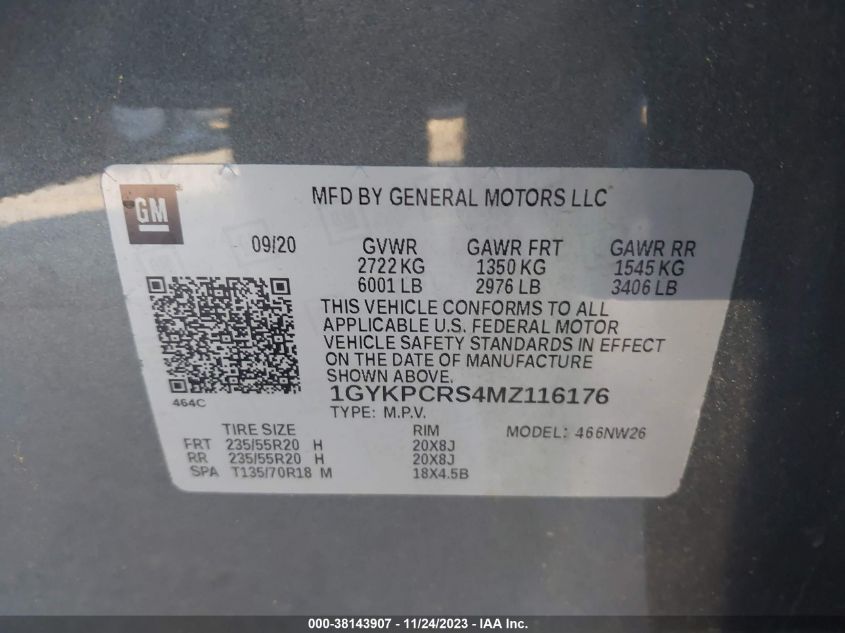 GM
MFD BY GENERAL MOTORS LLC
09/20 GVWR GAWR FRT GAWR RR
2722 KG 1350 KG 1545 KG
6001 LB 2976 LB 3406 LB
THIS VEHICLE CONFORMS TO ALL
APPLICABLE U.S. FEDERAL MOTOR
VEHICLE SAFETY STANDARDS IN EFFECT
ON THE DATE OF MANUFACTURE
SHOWN ABOVE.
464C
1GYKPCRS4MZ116176
TYPE: M.P.V.
TIRE SIZE RIM MODEL: 466NW26
FRT 235/55R20 H 20X8J
RR 235/55R20 H 20X8J
SPA T135/70R18 M 18X4.5B
000-38143907 - 11/24/2023 - IAA Inc.